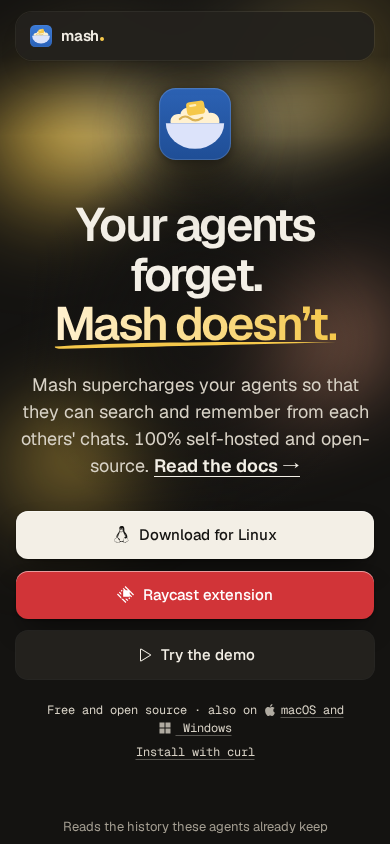 mash.
Your agents
forget.
Mash doesn’t.
Mash supercharges your agents so that
they can search and remember from each
others’ chats. 100% self-hosted and open-
source. Read the docs →
Download for Linux
Raycast extension
Try the demo
Free and open source · also on macOS and
Windows
Install with curl
Reads the history these agents already keep